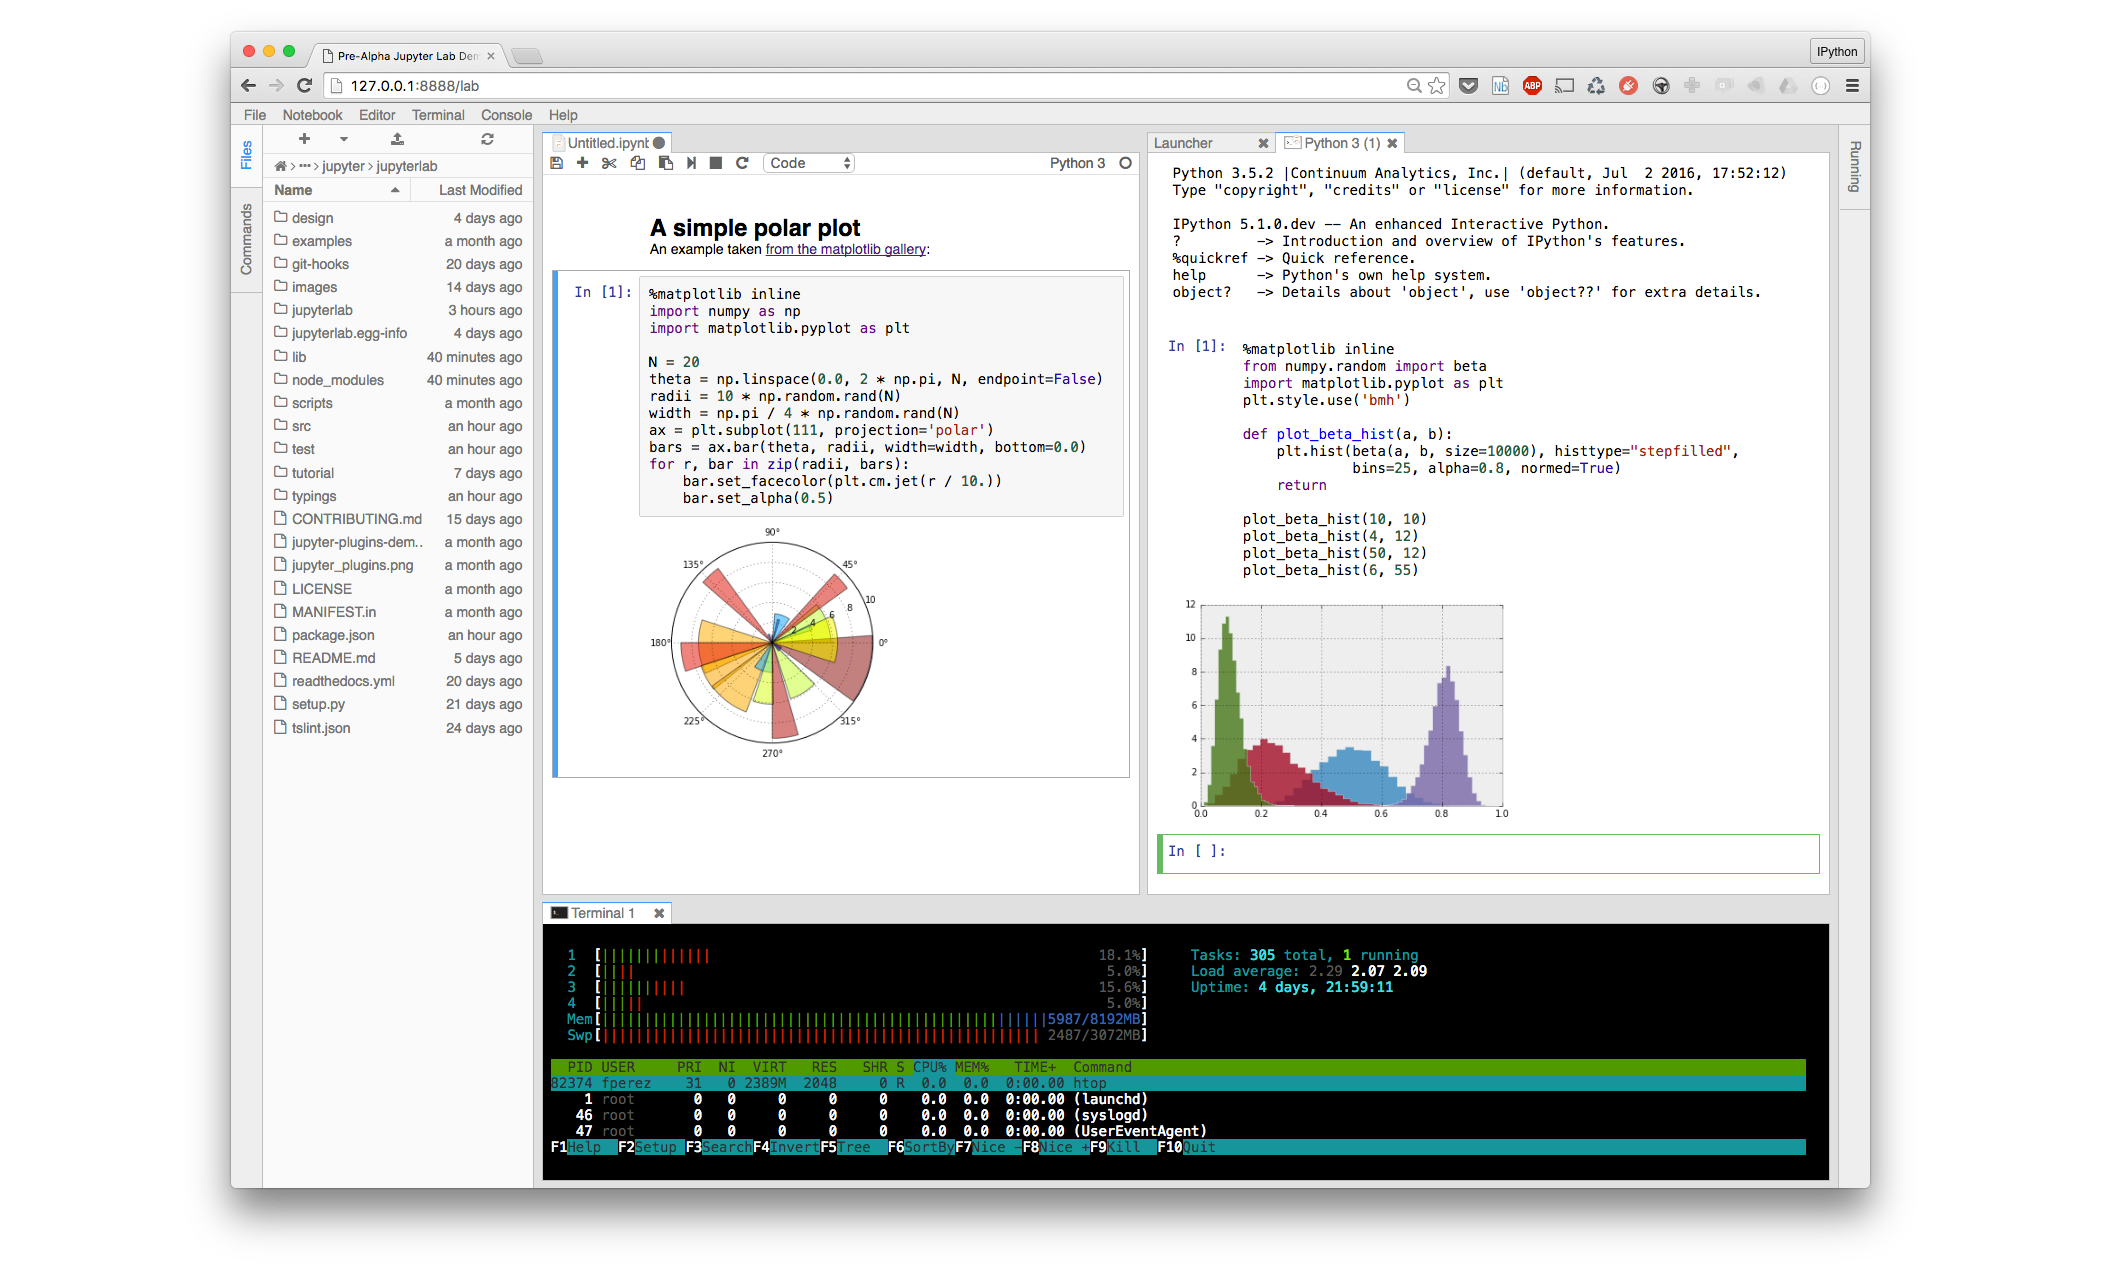 Pre-Alpha Jupyter Lab Dem
IPython
127.0.0.1:8888/lab
File Notebook Editor Terminal Console Help
Files
Commands
jupyter > jupyterlab
Name Last Modified
design 4 days ago
examples a month ago
git-hooks 20 days ago
images 14 days ago
jupyterlab 3 hours ago
jupyterlab.egg-info 4 days ago
lib 40 minutes ago
node_modules 40 minutes ago
scripts a month ago
src an hour ago
test an hour ago
tutorial 7 days ago
typings an hour ago
CONTRIBUTING.md 15 days ago
jupyter-plugins-dem.. a month ago
jupyter_plugins.png a month ago
LICENSE a month ago
MANIFEST.in a month ago
package.json an hour ago
README.md 5 days ago
readthedocs.yml 20 days ago
setup.py 21 days ago
tslint.json 24 days ago
Untitled.ipynb
Code
Python 3
A simple polar plot
An example taken from the matplotlib gallery:
In [1]:
%matplotlib inline
import numpy as np
import matplotlib.pyplot as plt
N = 20
theta = np.linspace(0.0, 2 * np.pi, N, endpoint=False)
radii = 10 * np.random.rand(N)
width = np.pi / 4 * np.random.rand(N)
ax = plt.subplot(111, projection='polar')
bars = ax.bar(theta, radii, width=width, bottom=0.0)
for r, bar in zip(radii, bars):
    bar.set_facecolor(plt.cm.jet(r / 10.))
    bar.set_alpha(0.5)
90°
135° 45°
10
8
6
4
2
180° 0°
225° 315°
270°
Launcher
Python 3 (1)
Python 3.5.2 |Continuum Analytics, Inc.| (default, Jul  2 2016, 17:52:12)
Type "copyright", "credits" or "license" for more information.
IPython 5.1.0.dev -- An enhanced Interactive Python.
?         -> Introduction and overview of IPython's features.
%quickref -> Quick reference.
help      -> Python's own help system.
object?   -> Details about 'object', use 'object??' for extra details.
In [1]:
%matplotlib inline
from numpy.random import beta
import matplotlib.pyplot as plt
plt.style.use('bmh')
def plot_beta_hist(a, b):
    plt.hist(beta(a, b, size=10000), histtype="stepfilled",
             bins=25, alpha=0.8, normed=True)
    return
plot_beta_hist(10, 10)
plot_beta_hist(4, 12)
plot_beta_hist(50, 12)
plot_beta_hist(6, 55)
12
10
8
6
4
2
0
0.0 0.2 0.4 0.6 0.8 1.0
In [ ]:
Running
Terminal 1
1 [ 18.1%]
2 [ 5.0%]
3 [ 15.6%]
4 [ 5.0%]
Mem[ 5987/8192MB]
Swp[ 2487/3072MB]
Tasks: 305 total, 1 running
Load average: 2.29 2.07 2.09
Uptime: 4 days, 21:59:11
PID USER PRI NI VIRT RES SHR S CPU% MEM% TIME+ Command
82374 fperez 31 0 2389M 2048 0 R 0.0 0.0 0:00.00 htop
1 root 0 0 0 0 0 0.0 0.0 0:00.00 (launchd)
46 root 0 0 0 0 0 0.0 0.0 0:00.00 (syslogd)
47 root 0 0 0 0 0 0.0 0.0 0:00.00 (UserEventAgent)
F1Help F2Setup F3SearchF4InvertF5Tree F6SortByF7Nice -F8Nice +F9Kill F10Quit